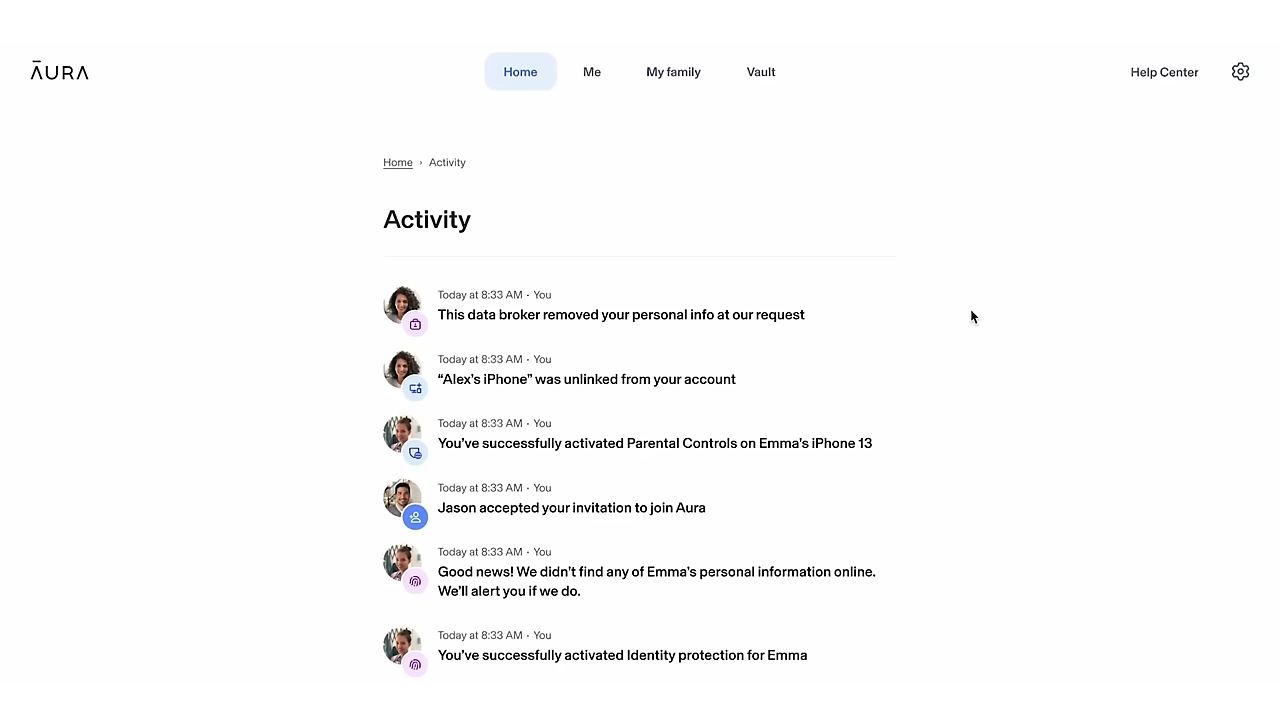 ĀURA
Home
Me
My family
Vault
Help Center
Home › Activity
Activity
Today at 8:33 AM · You
This data broker removed your personal info at our request
Today at 8:33 AM · You
“Alex’s iPhone” was unlinked from your account
Today at 8:33 AM · You
You’ve successfully activated Parental Controls on Emma’s iPhone 13
Today at 8:33 AM · You
Jason accepted your invitation to join Aura
Today at 8:33 AM · You
Good news! We didn’t find any of Emma’s personal information online.
We’ll alert you if we do.
Today at 8:33 AM · You
You’ve successfully activated Identity protection for Emma